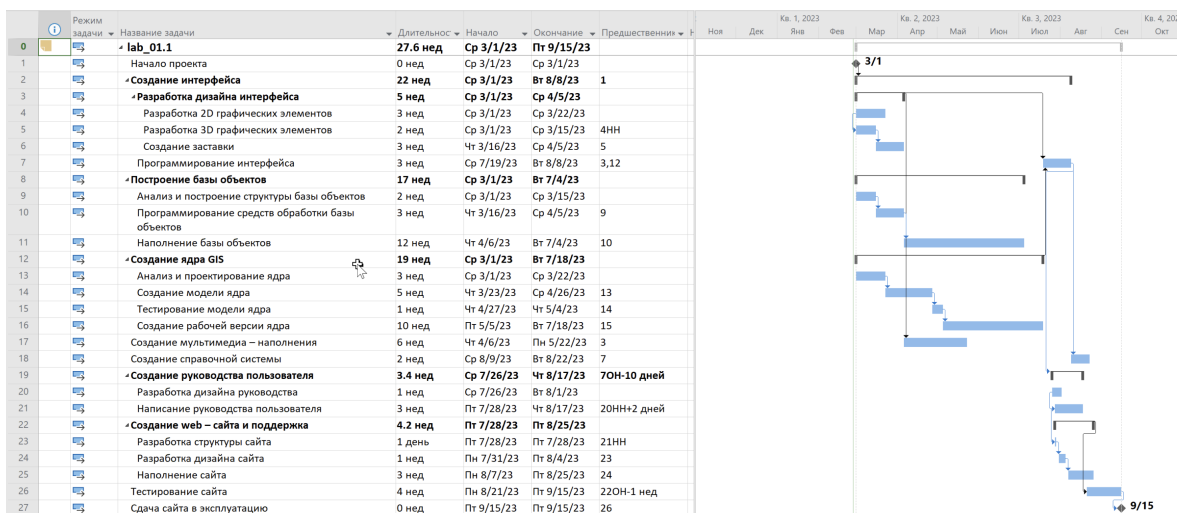 Кв. 1, 2023 Кв. 2, 2023 Кв. 3, 2023 Кв. 4, 202
Режим задачи Название задачи Длительнос Начало Окончание Предшественни Ноя Дек Янв Фев Мар Апр Май Июн Июл Авг Сен Окт
0 lab_01.1 27.6 нед Ср 3/1/23 Пт 9/15/23
1 Начало проекта 0 нед Ср 3/1/23 Ср 3/1/23 3/1
2 Создание интерфейса 22 нед Ср 3/1/23 Вт 8/8/23 1
3 Разработка дизайна интерфейса 5 нед Ср 3/1/23 Ср 4/5/23
4 Разработка 2D графических элементов 3 нед Ср 3/1/23 Ср 3/22/23
5 Разработка 3D графических элементов 2 нед Ср 3/1/23 Ср 3/15/23 4НН
6 Создание заставки 3 нед Чт 3/16/23 Ср 4/5/23 5
7 Программирование интерфейса 3 нед Ср 7/19/23 Вт 8/8/23 3,12
8 Построение базы объектов 17 нед Ср 3/1/23 Вт 7/4/23
9 Анализ и построение структуры базы объектов 2 нед Ср 3/1/23 Ср 3/15/23
10 Программирование средств обработки базы 3 нед Чт 3/16/23 Ср 4/5/23 9
объектов
11 Наполнение базы объектов 12 нед Чт 4/6/23 Вт 7/4/23 10
12 Создание ядра GIS 19 нед Ср 3/1/23 Вт 7/18/23
13 Анализ и проектирование ядра 3 нед Ср 3/1/23 Ср 3/22/23
14 Создание модели ядра 5 нед Чт 3/23/23 Ср 4/26/23 13
15 Тестирование модели ядра 1 нед Чт 4/27/23 Чт 5/4/23 14
16 Создание рабочей версии ядра 10 нед Пт 5/5/23 Вт 7/18/23 15
17 Создание мультимедиа – наполнения 6 нед Чт 4/6/23 Пн 5/22/23 3
18 Создание справочной системы 2 нед Ср 8/9/23 Вт 8/22/23 7
19 Создание руководства пользователя 3.4 нед Ср 7/26/23 Чт 8/17/23 7ОН-10 дней
20 Разработка дизайна руководства 1 нед Ср 7/26/23 Вт 8/1/23
21 Написание руководства пользователя 3 нед Пт 7/28/23 Чт 8/17/23 20НН+2 дней
22 Создание web – сайта и поддержка 4.2 нед Пт 7/28/23 Пт 8/25/23
23 Разработка структуры сайта 1 день Пт 7/28/23 Пт 7/28/23 21НН
24 Разработка дизайна сайта 1 нед Пн 7/31/23 Пт 8/4/23 23
25 Наполнение сайта 3 нед Пн 8/7/23 Пт 8/25/23 24
26 Тестирование сайта 4 нед Пн 8/21/23 Пт 9/15/23 22ОН-1 нед
27 Сдача сайта в эксплуатацию 0 нед Пт 9/15/23 Пт 9/15/23 26 9/15